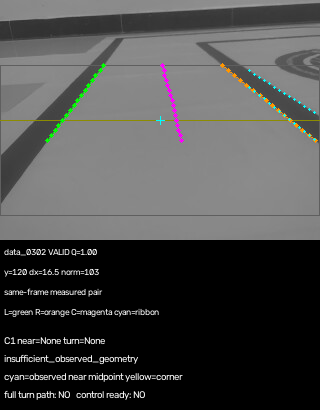 data_0302 VALID Q=1.00
y=120 dx=16.5 norm=103
same-frame measured pair
L=green R=orange C=magenta cyan=ribbon
C1 near=None turn=None
insufficient_observed_geometry
cyan=observed near midpoint yellow=corner
full turn path: NO control ready: NO